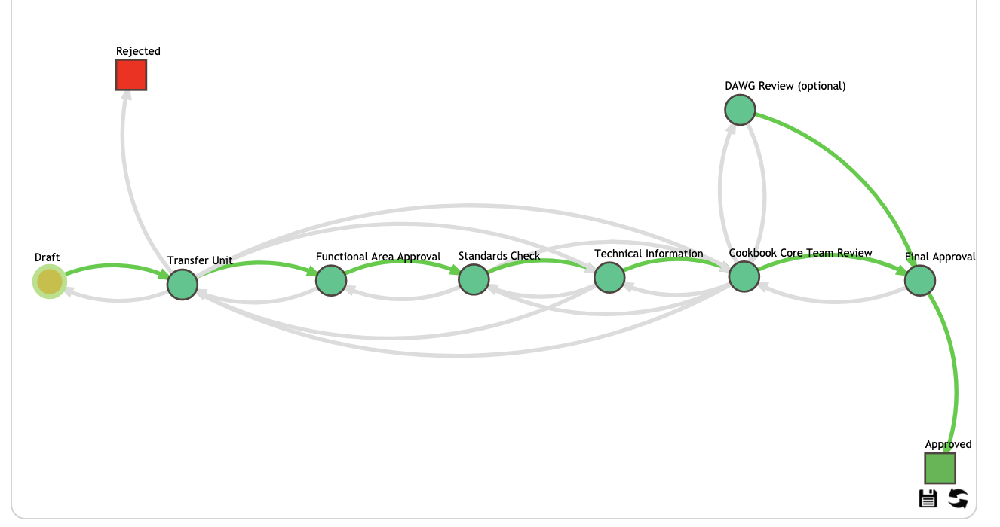 Rejected
DAWG Review (optional)
Draft
Transfer Unit
Functional Area Approval
Standards Check
Technical Information
Cookbook Core Team Review
Final Approval
Approved